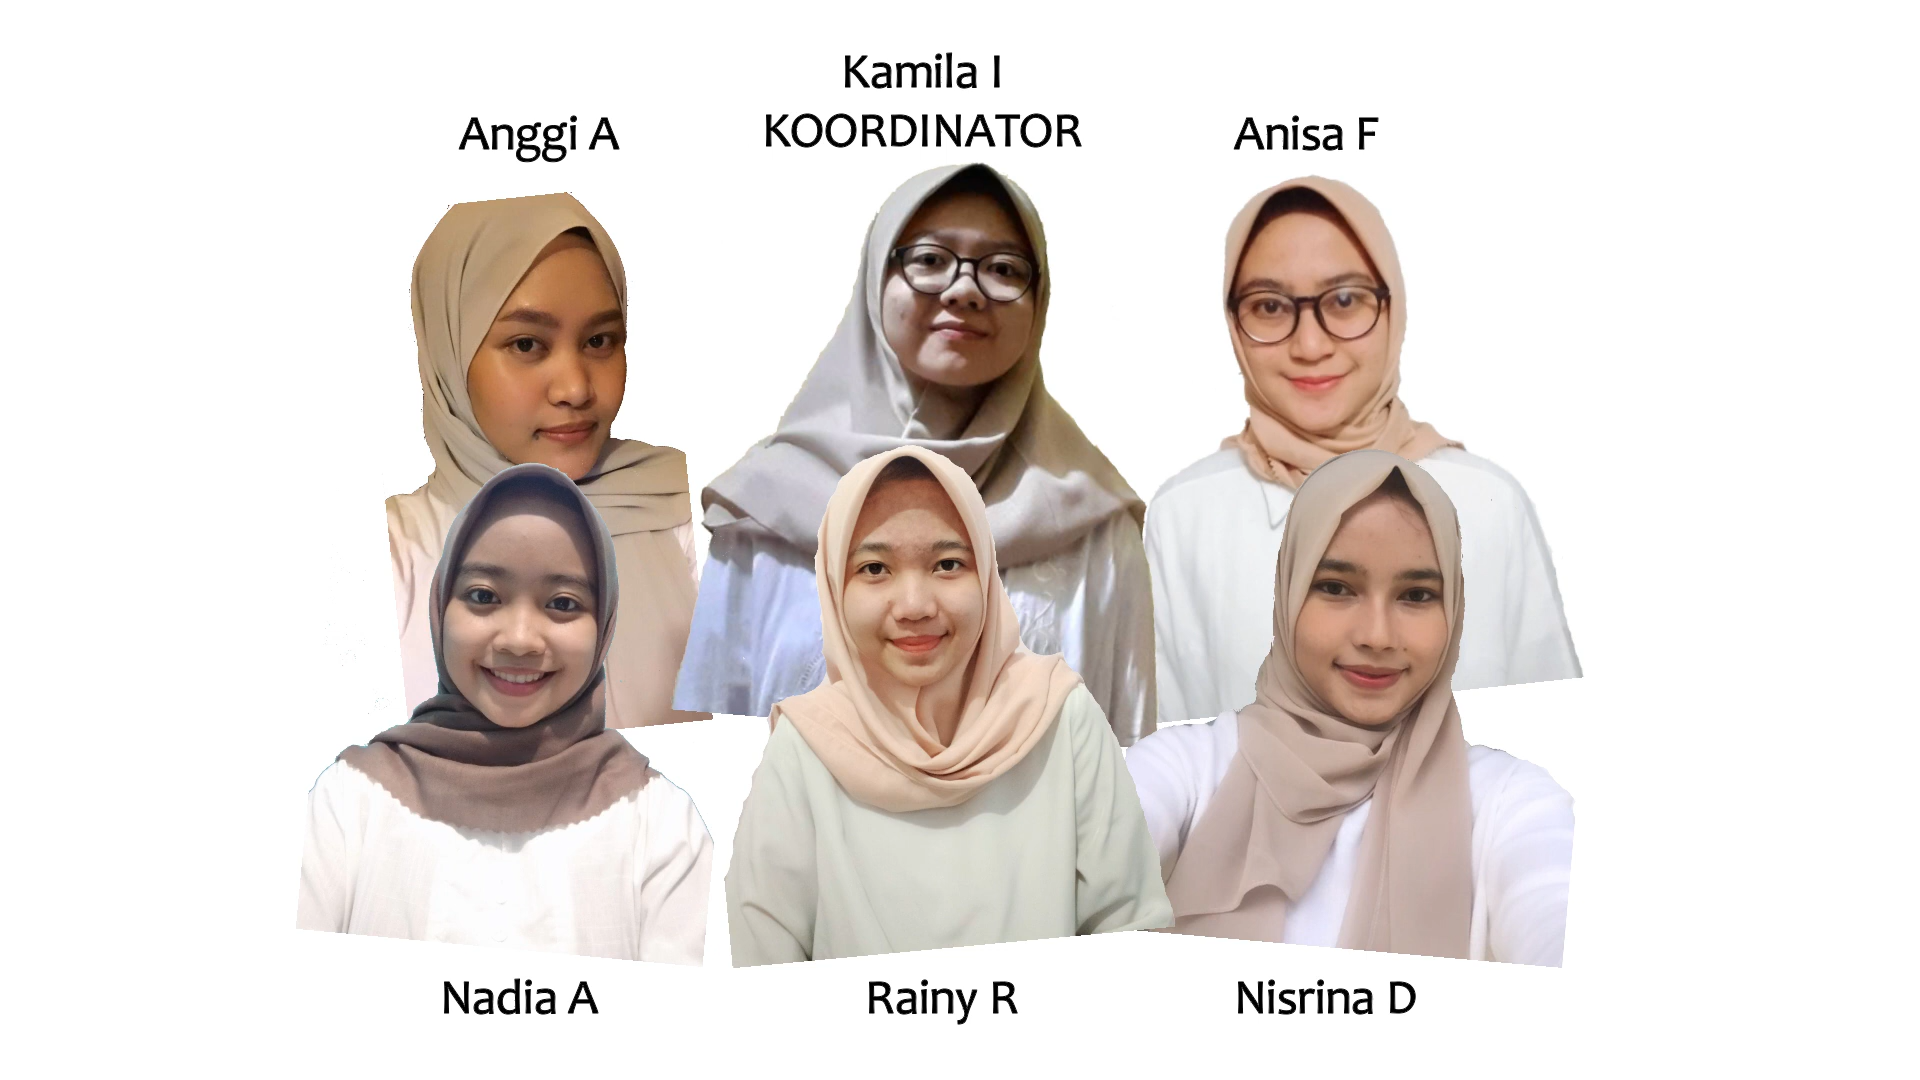 Kamila I
KOORDINATOR
Anggi A
Anisa F
Nadia A
Rainy R
Nisrina D